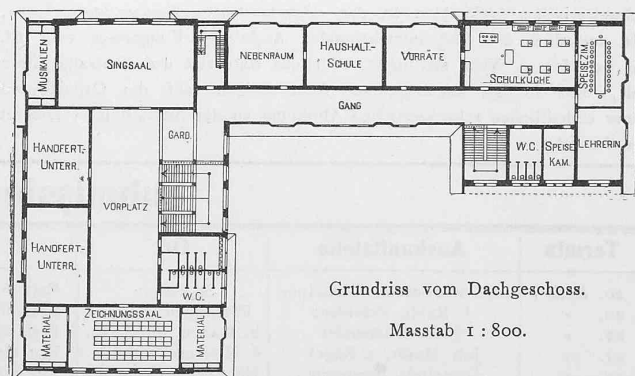 MUSIKALIEN
SINGSAAL
NEBENRAUM
HAUSHALT-
SCHULE
VORRÄTE
SCHULKÜCHE
SPEISEZIM.
GANG
HANDFERT-
UNTERR.
GARD.
W.C.
SPEISE
KAM.
LEHRERIN
VORPLATZ
HANDFERT-
UNTERR.
W.C.
MATERIAL
ZEICHNUNGSSAAL
MATERIAL
Grundriss vom Dachgeschoss.
Masstab 1 : 800.